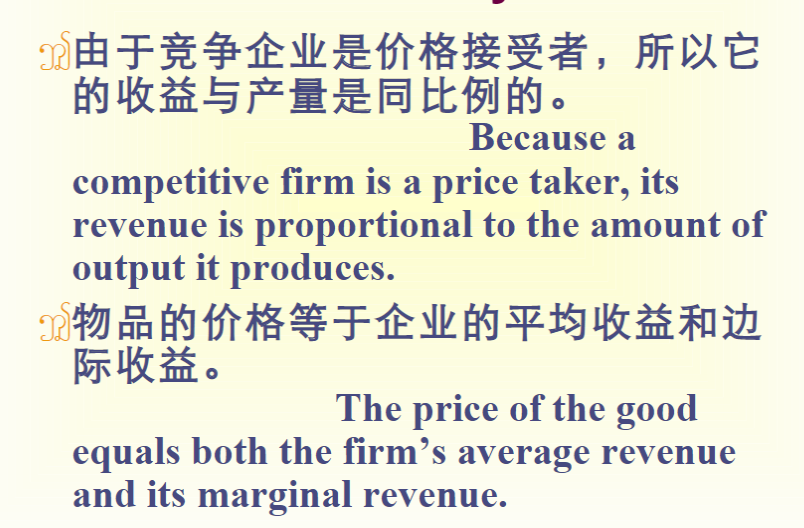 由于竞争企业是价格接受者，所以它
的收益与产量是同比例的。
Because a
competitive firm is a price taker, its
revenue is proportional to the amount of
output it produces.
物品的价格等于企业的平均收益和边
际收益。
The price of the good
equals both the firm’s average revenue
and its marginal revenue.